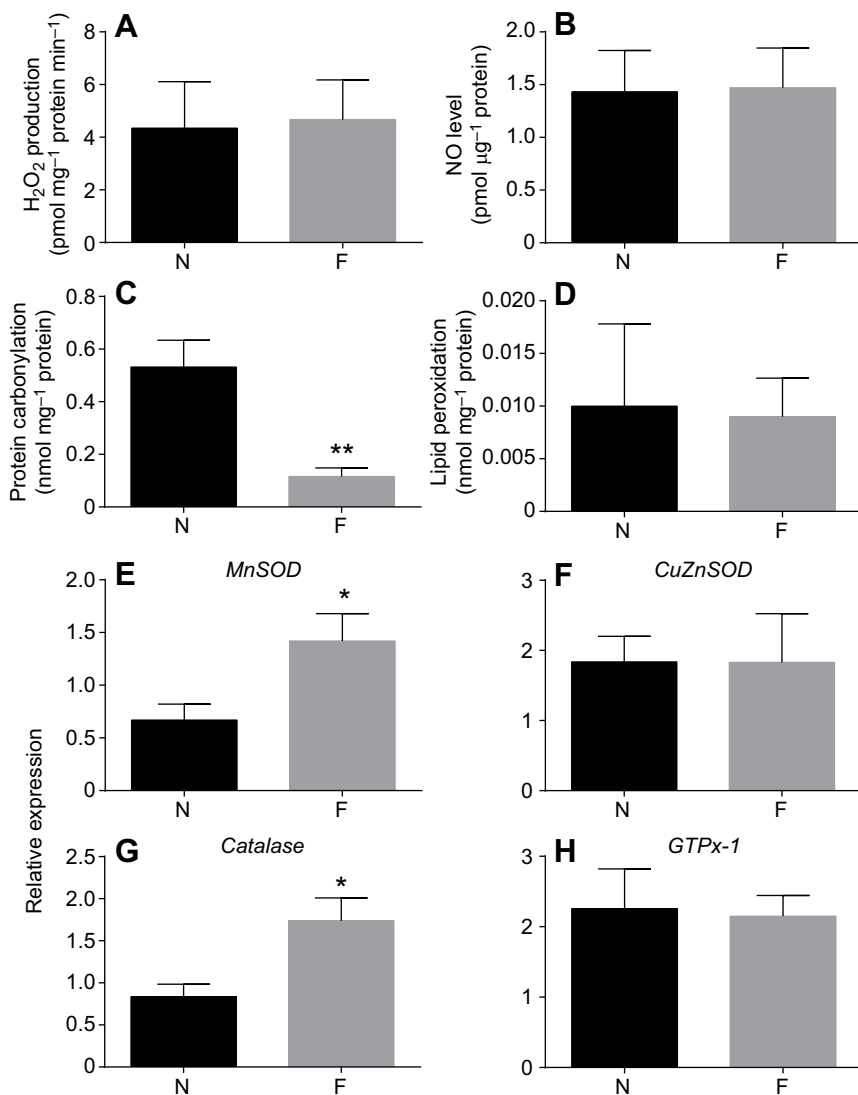 A
H₂O₂ production
(pmol mg⁻¹ protein min⁻¹)
8
6
4
2
0
N F
B
NO level
(pmol μg⁻¹ protein)
2.0
1.5
1.0
0.5
0
N F
C
Protein carbonylation
(nmol mg⁻¹ protein)
0.8
0.6
0.4
0.2
0
**
N F
D
Lipid peroxidation
(nmol mg⁻¹ protein)
0.020
0.015
0.010
0.005
0
N F
Relative expression
E
MnSOD
2.0
1.5
1.0
0.5
0
*
N F
F
CuZnSOD
3
2
1
0
N F
G
Catalase
2.5
2.0
1.5
1.0
0.5
0
*
N F
H
GTPx-1
3
2
1
0
N F